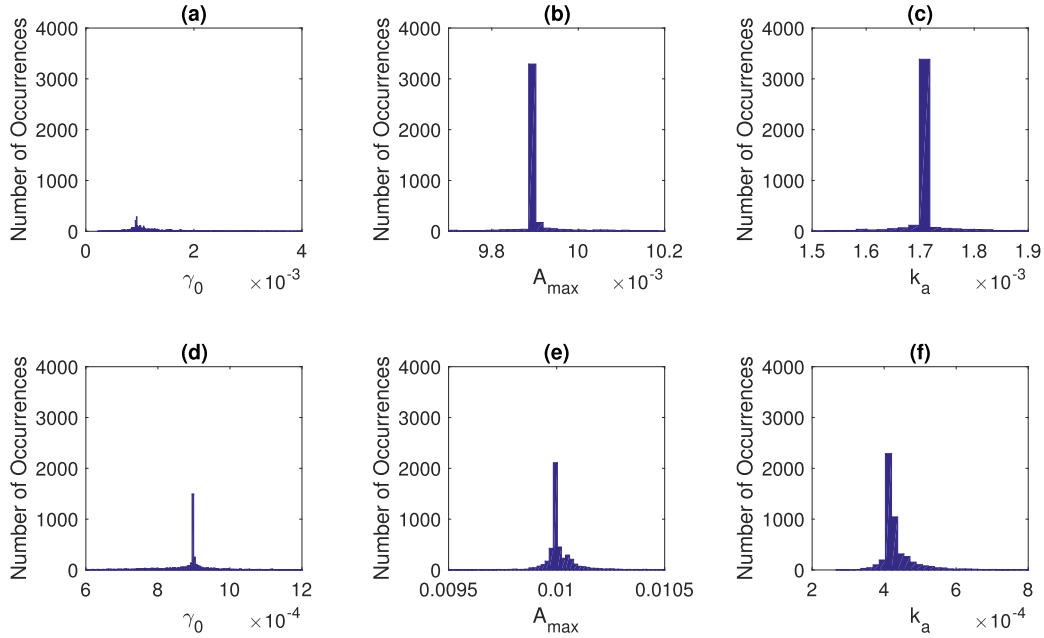 (a)
Number of Occurrences
4000
3000
2000
1000
0
0 2 4
γ0 ×10-3
(b)
Number of Occurrences
4000
3000
2000
1000
0
9.8 10 10.2
Amax ×10-3
(c)
Number of Occurrences
4000
3000
2000
1000
0
1.5 1.6 1.7 1.8 1.9
ka ×10-3
(d)
Number of Occurrences
4000
3000
2000
1000
0
6 8 10 12
γ0 ×10-4
(e)
Number of Occurrences
4000
3000
2000
1000
0
0.0095 0.01 0.0105
Amax
(f)
Number of Occurrences
4000
3000
2000
1000
0
2 4 6 8
ka ×10-4